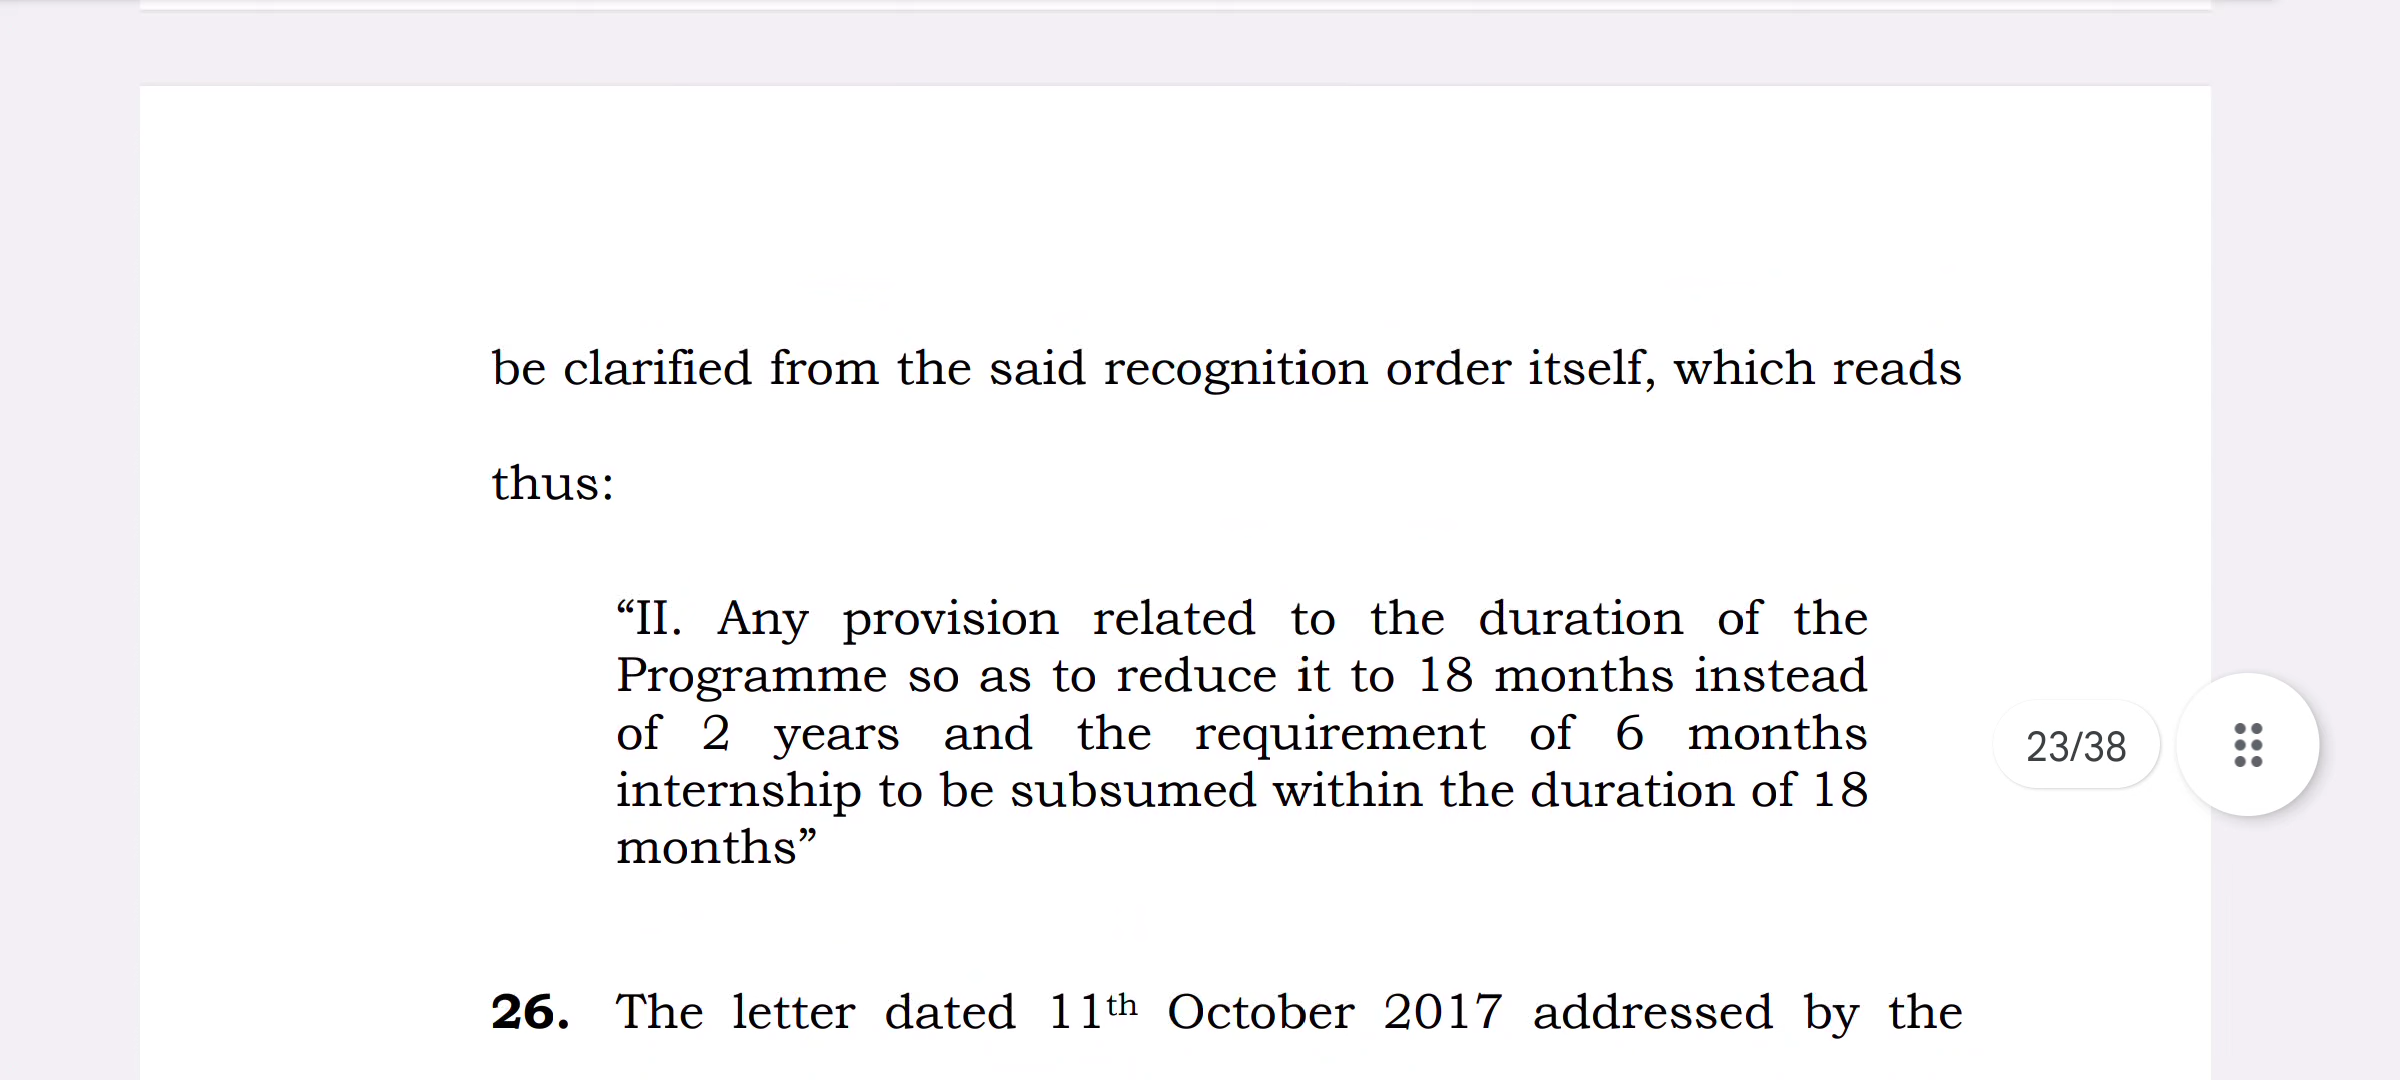 be clarified from the said recognition order itself, which reads
thus:
“II. Any provision related to the duration of the
Programme so as to reduce it to 18 months instead
of 2 years and the requirement of 6 months
internship to be subsumed within the duration of 18
months”
23/38
26. The letter dated 11th October 2017 addressed by the